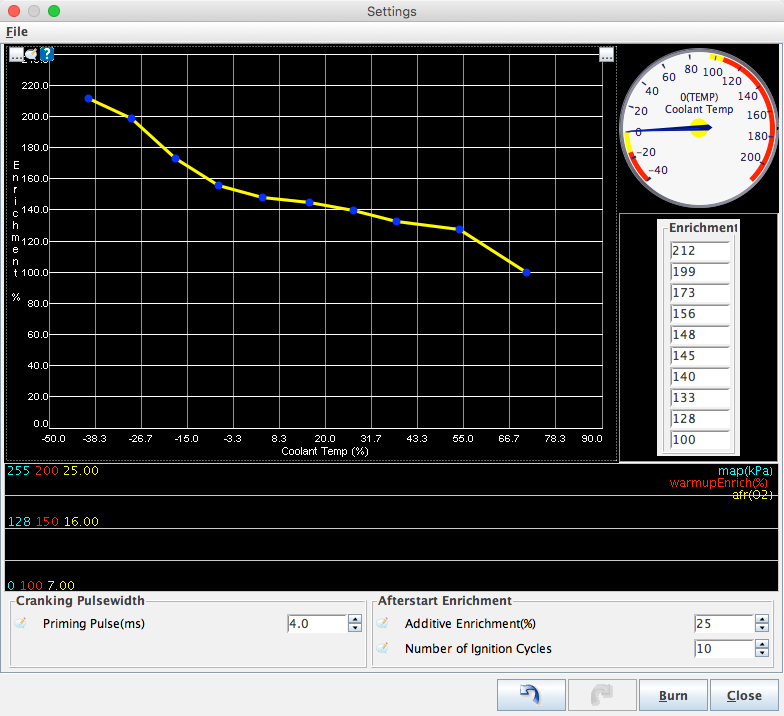 Settings
File
... ? ...
220.0
200.0
180.0
160.0
140.0
120.0
100.0
80.0
60.0
40.0
20.0
0.0
Enrichment %
-50.0 -38.3 -26.7 -15.0 -3.3 8.3 20.0 31.7 43.3 55.0 66.7 78.3 90.0
Coolant Temp (%)
-40 -20 0 20 40 60 80 100 120 140 160 180 200
0(TEMP)
Coolant Temp
Enrichment
212
199
173
156
148
145
140
133
128
100
255 200 25.00
map(kPa)
warmupEnrich(%)
afr(O2)
128 150 16.00
0 100 7.00
Cranking Pulsewidth
Priming Pulse(ms) 4.0
Afterstart Enrichment
Additive Enrichment(%) 25
Number of Ignition Cycles 10
Burn Close